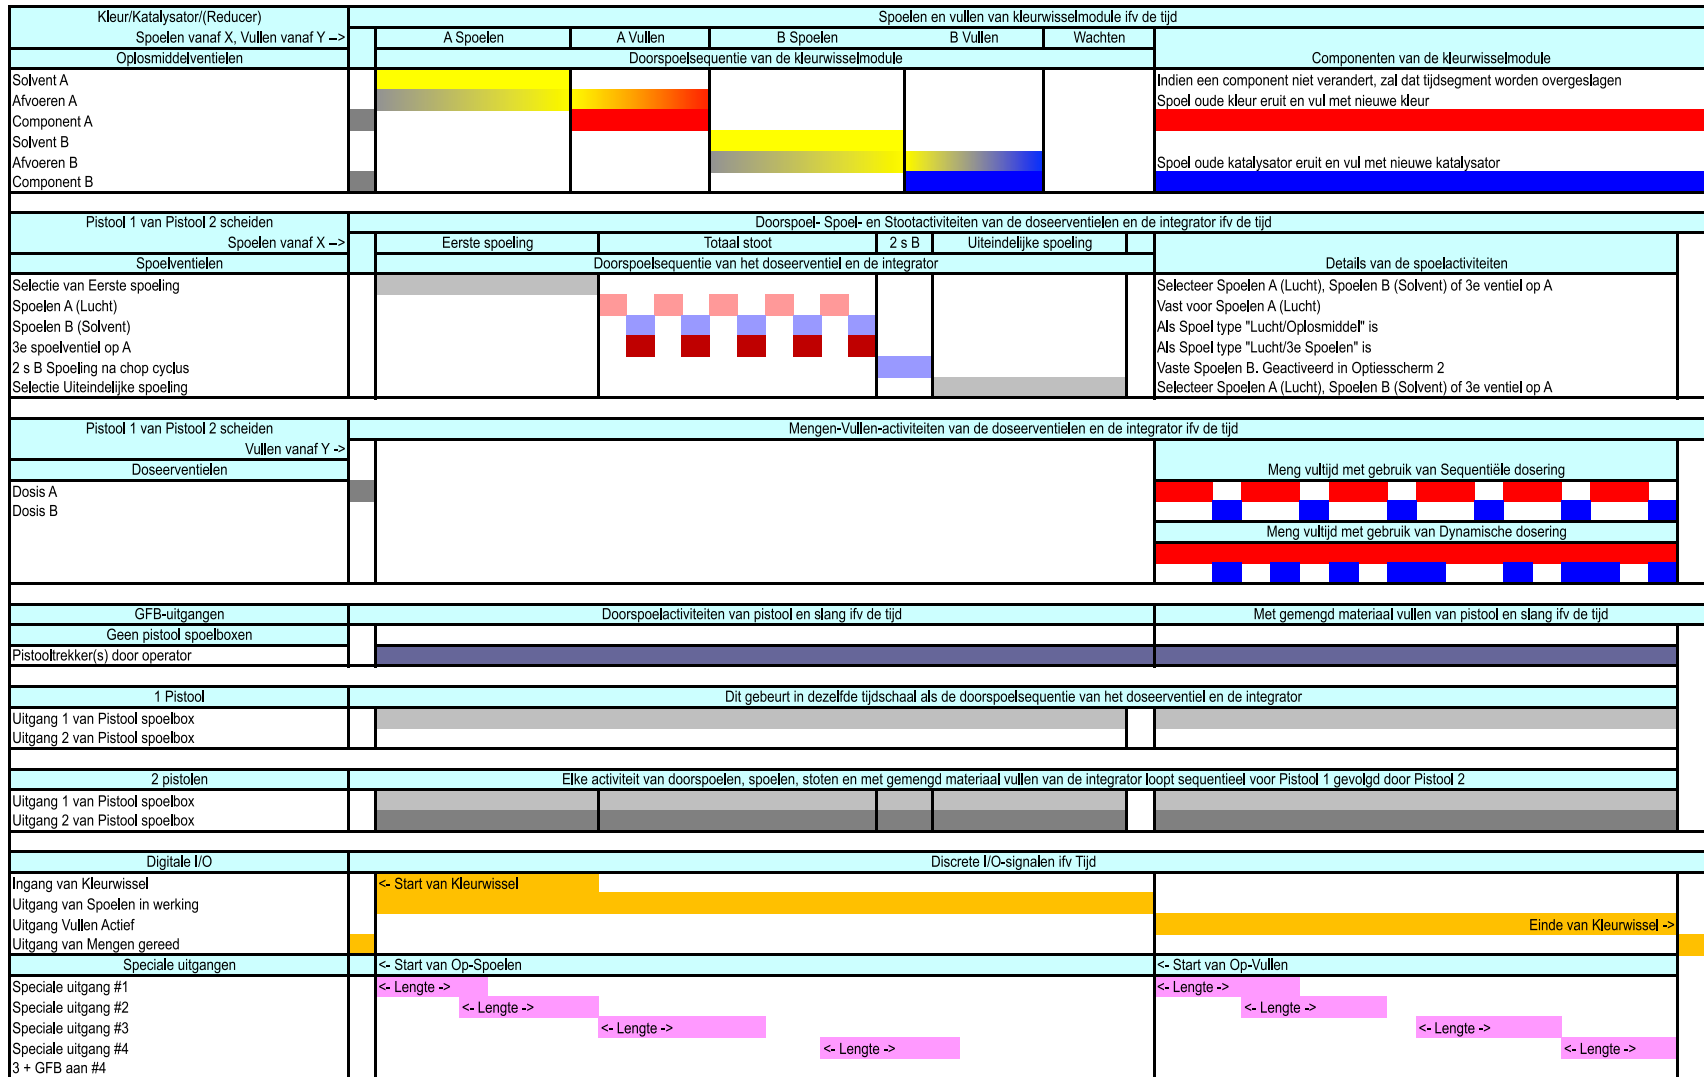 Kleur/Katalysator/(Reducer)
Spoelen en vullen van kleurwisselmodule ifv de tijd
Spoelen vanaf X, Vullen vanaf Y –>
A Spoelen
A Vullen
B Spoelen
B Vullen
Wachten
Oplosmiddelventielen
Doorspoelsequentie van de kleurwisselmodule
Componenten van de kleurwisselmodule
Solvent A
Indien een component niet verandert, zal dat tijdsegment worden overgeslagen
Afvoeren A
Spoel oude kleur eruit en vul met nieuwe kleur
Component A
Solvent B
Afvoeren B
Spoel oude katalysator eruit en vul met nieuwe katalysator
Component B
Pistool 1 van Pistool 2 scheiden
Doorspoel- Spoel- en Stootactiviteiten van de doseerventielen en de integrator ifv de tijd
Spoelen vanaf X –>
Eerste spoeling
Totaal stoot
2 s B
Uiteindelijke spoeling
Spoelventielen
Doorspoelsequentie van het doseerventiel en de integrator
Details van de spoelactiviteiten
Selectie van Eerste spoeling
Selecteer Spoelen A (Lucht), Spoelen B (Solvent) of 3e ventiel op A
Spoelen A (Lucht)
Vast voor Spoelen A (Lucht)
Spoelen B (Solvent)
Als Spoel type "Lucht/Oplosmiddel" is
3e spoelventiel op A
Als Spoel type "Lucht/3e Spoelen" is
2 s B Spoeling na chop cyclus
Vaste Spoelen B. Geactiveerd in Optiesscherm 2
Selectie Uiteindelijke spoeling
Selecteer Spoelen A (Lucht), Spoelen B (Solvent) of 3e ventiel op A
Pistool 1 van Pistool 2 scheiden
Mengen-Vullen-activiteiten van de doseerventielen en de integrator ifv de tijd
Vullen vanaf Y ->
Doseerventielen
Meng vultijd met gebruik van Sequentiële dosering
Dosis A
Dosis B
Meng vultijd met gebruik van Dynamische dosering
GFB-uitgangen
Doorspoelactiviteiten van pistool en slang ifv de tijd
Met gemengd materiaal vullen van pistool en slang ifv de tijd
Geen pistool spoelboxen
Pistooltrekker(s) door operator
1 Pistool
Dit gebeurt in dezelfde tijdschaal als de doorspoelsequentie van het doseerventiel en de integrator
Uitgang 1 van Pistool spoelbox
Uitgang 2 van Pistool spoelbox
2 pistolen
Elke activiteit van doorspoelen, spoelen, stoten en met gemengd materiaal vullen van de integrator loopt sequentieel voor Pistool 1 gevolgd door Pistool 2
Uitgang 1 van Pistool spoelbox
Uitgang 2 van Pistool spoelbox
Digitale I/O
Discrete I/O-signalen ifv Tijd
Ingang van Kleurwissel
<- Start van Kleurwissel
Uitgang van Spoelen in werking
Uitgang Vullen Actief
Einde van Kleurwissel ->
Uitgang van Mengen gereed
Speciale uitgangen
<- Start van Op-Spoelen
<- Start van Op-Vullen
Speciale uitgang #1
<- Lengte ->
<- Lengte ->
Speciale uitgang #2
<- Lengte ->
<- Lengte ->
Speciale uitgang #3
<- Lengte ->
<- Lengte ->
Speciale uitgang #4
<- Lengte ->
<- Lengte ->
3 + GFB aan #4